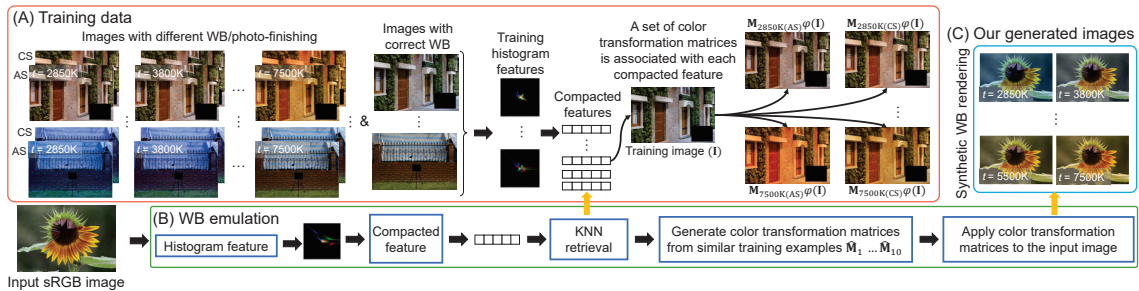 (A) Training data
Images with different WB/photo-finishing
CS
AS
t = 2850K
t = 3800K
...
t = 7500K
CS
AS
t = 2850K
t = 3800K
...
t = 7500K
&
Images with
correct WB
Training
histogram
features
Compacted
features
A set of color
transformation matrices
is associated with each
compacted feature
Training image (I)
M2850K(AS)φ(I)
M2850K(CS)φ(I)
M7500K(AS)φ(I)
M7500K(CS)φ(I)
(C) Our generated images
Synthetic WB rendering
t = 2850K
t = 3800K
t = 5500K
t = 7500K
Input sRGB image
(B) WB emulation
Histogram feature
Compacted
feature
KNN
retrieval
Generate color transformation matrices
from similar training examples M̂1 ... M̂10
Apply color transformation
matrices to the input image